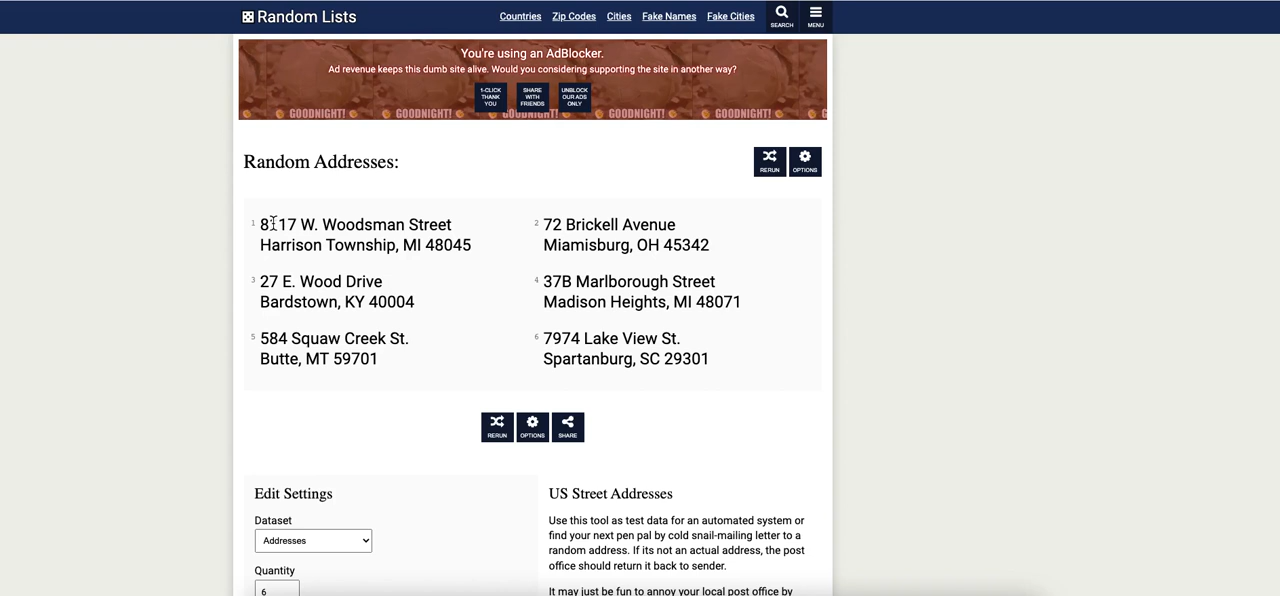 Random Lists
Countries Zip Codes Cities Fake Names Fake Cities SEARCH MENU
You're using an AdBlocker.
Ad revenue keeps this dumb site alive. Would you considering supporting the site in another way?
1-CLICK THANK YOU
SHARE WITH FRIENDS
UNBLOCK OUR ADS ONLY
GOODNIGHT! GOODNIGHT! GOODNIGHT! GOODNIGHT! GOODNIGHT! G
Random Addresses:
RERUN OPTIONS
1 W. Woodsman Street
Harrison Township, MI 48045
2 72 Brickell Avenue
Miamisburg, OH 45342
3 27 E. Wood Drive
Bardstown, KY 40004
4 37B Marlborough Street
Madison Heights, MI 48071
5 584 Squaw Creek St.
Butte, MT 59701
6 7974 Lake View St.
Spartanburg, SC 29301
RERUN OPTIONS SHARE
Edit Settings
Dataset
Addresses
Quantity
6
US Street Addresses
Use this tool as test data for an automated system or
find your next pen pal by cold snail-mailing letter to a
random address. If its not an actual address, the post
office should return it back to sender.
It may just be fun to annoy your local post office by